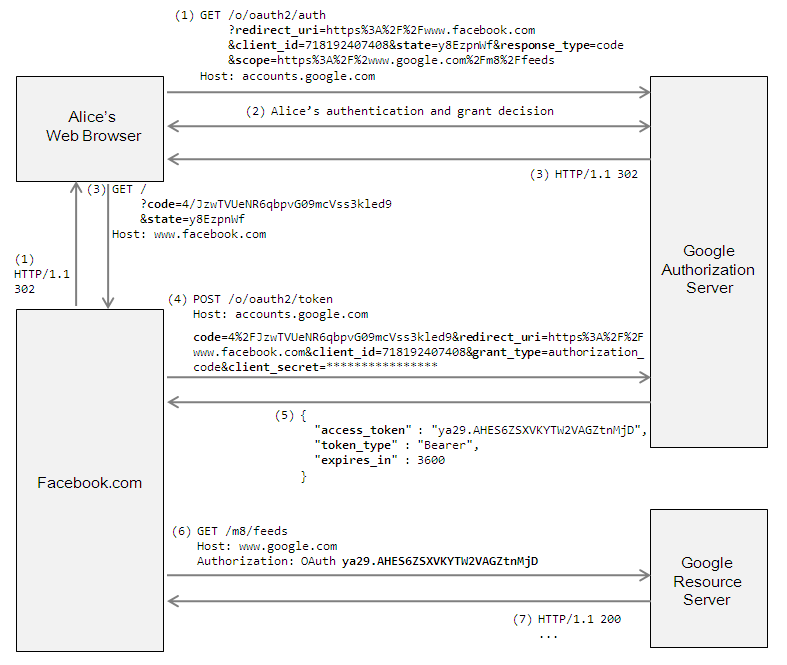 (1) GET /o/oauth2/auth
?redirect_uri=https%3A%2F%2Fwww.facebook.com
&client_id=718192407408&state=y8EzpnWf&response_type=code
&scope=https%3A%2F%2www.google.com%2Fm8%2Ffeeds
Host: accounts.google.com
Alice's
Web Browser
(2) Alice's authentication and grant decision
(3) HTTP/1.1 302
(3) GET /
?code=4/JzwTVUeNR6qbpvG09mcVss3kled9
&state=y8EzpnWf
Host: www.facebook.com
Google
Authorization
Server
(1)
HTTP/1.1
302
(4) POST /o/oauth2/token
Host: accounts.google.com
code=4%2FJzwTVUeNR6qbpvG09mcVss3kled9&redirect_uri=https%3A%2F%2F
www.facebook.com&client_id=718192407408&grant_type=authorization_
code&client_secret=****************
(5) {
"access_token" : "ya29.AHES6ZSXVKYTW2VAGZtnMjD",
"token_type" : "Bearer",
"expires_in" : 3600
}
Facebook.com
(6) GET /m8/feeds
Host: www.google.com
Authorization: OAuth ya29.AHES6ZSXVKYTW2VAGZtnMjD
Google
Resource
Server
(7) HTTP/1.1 200
...